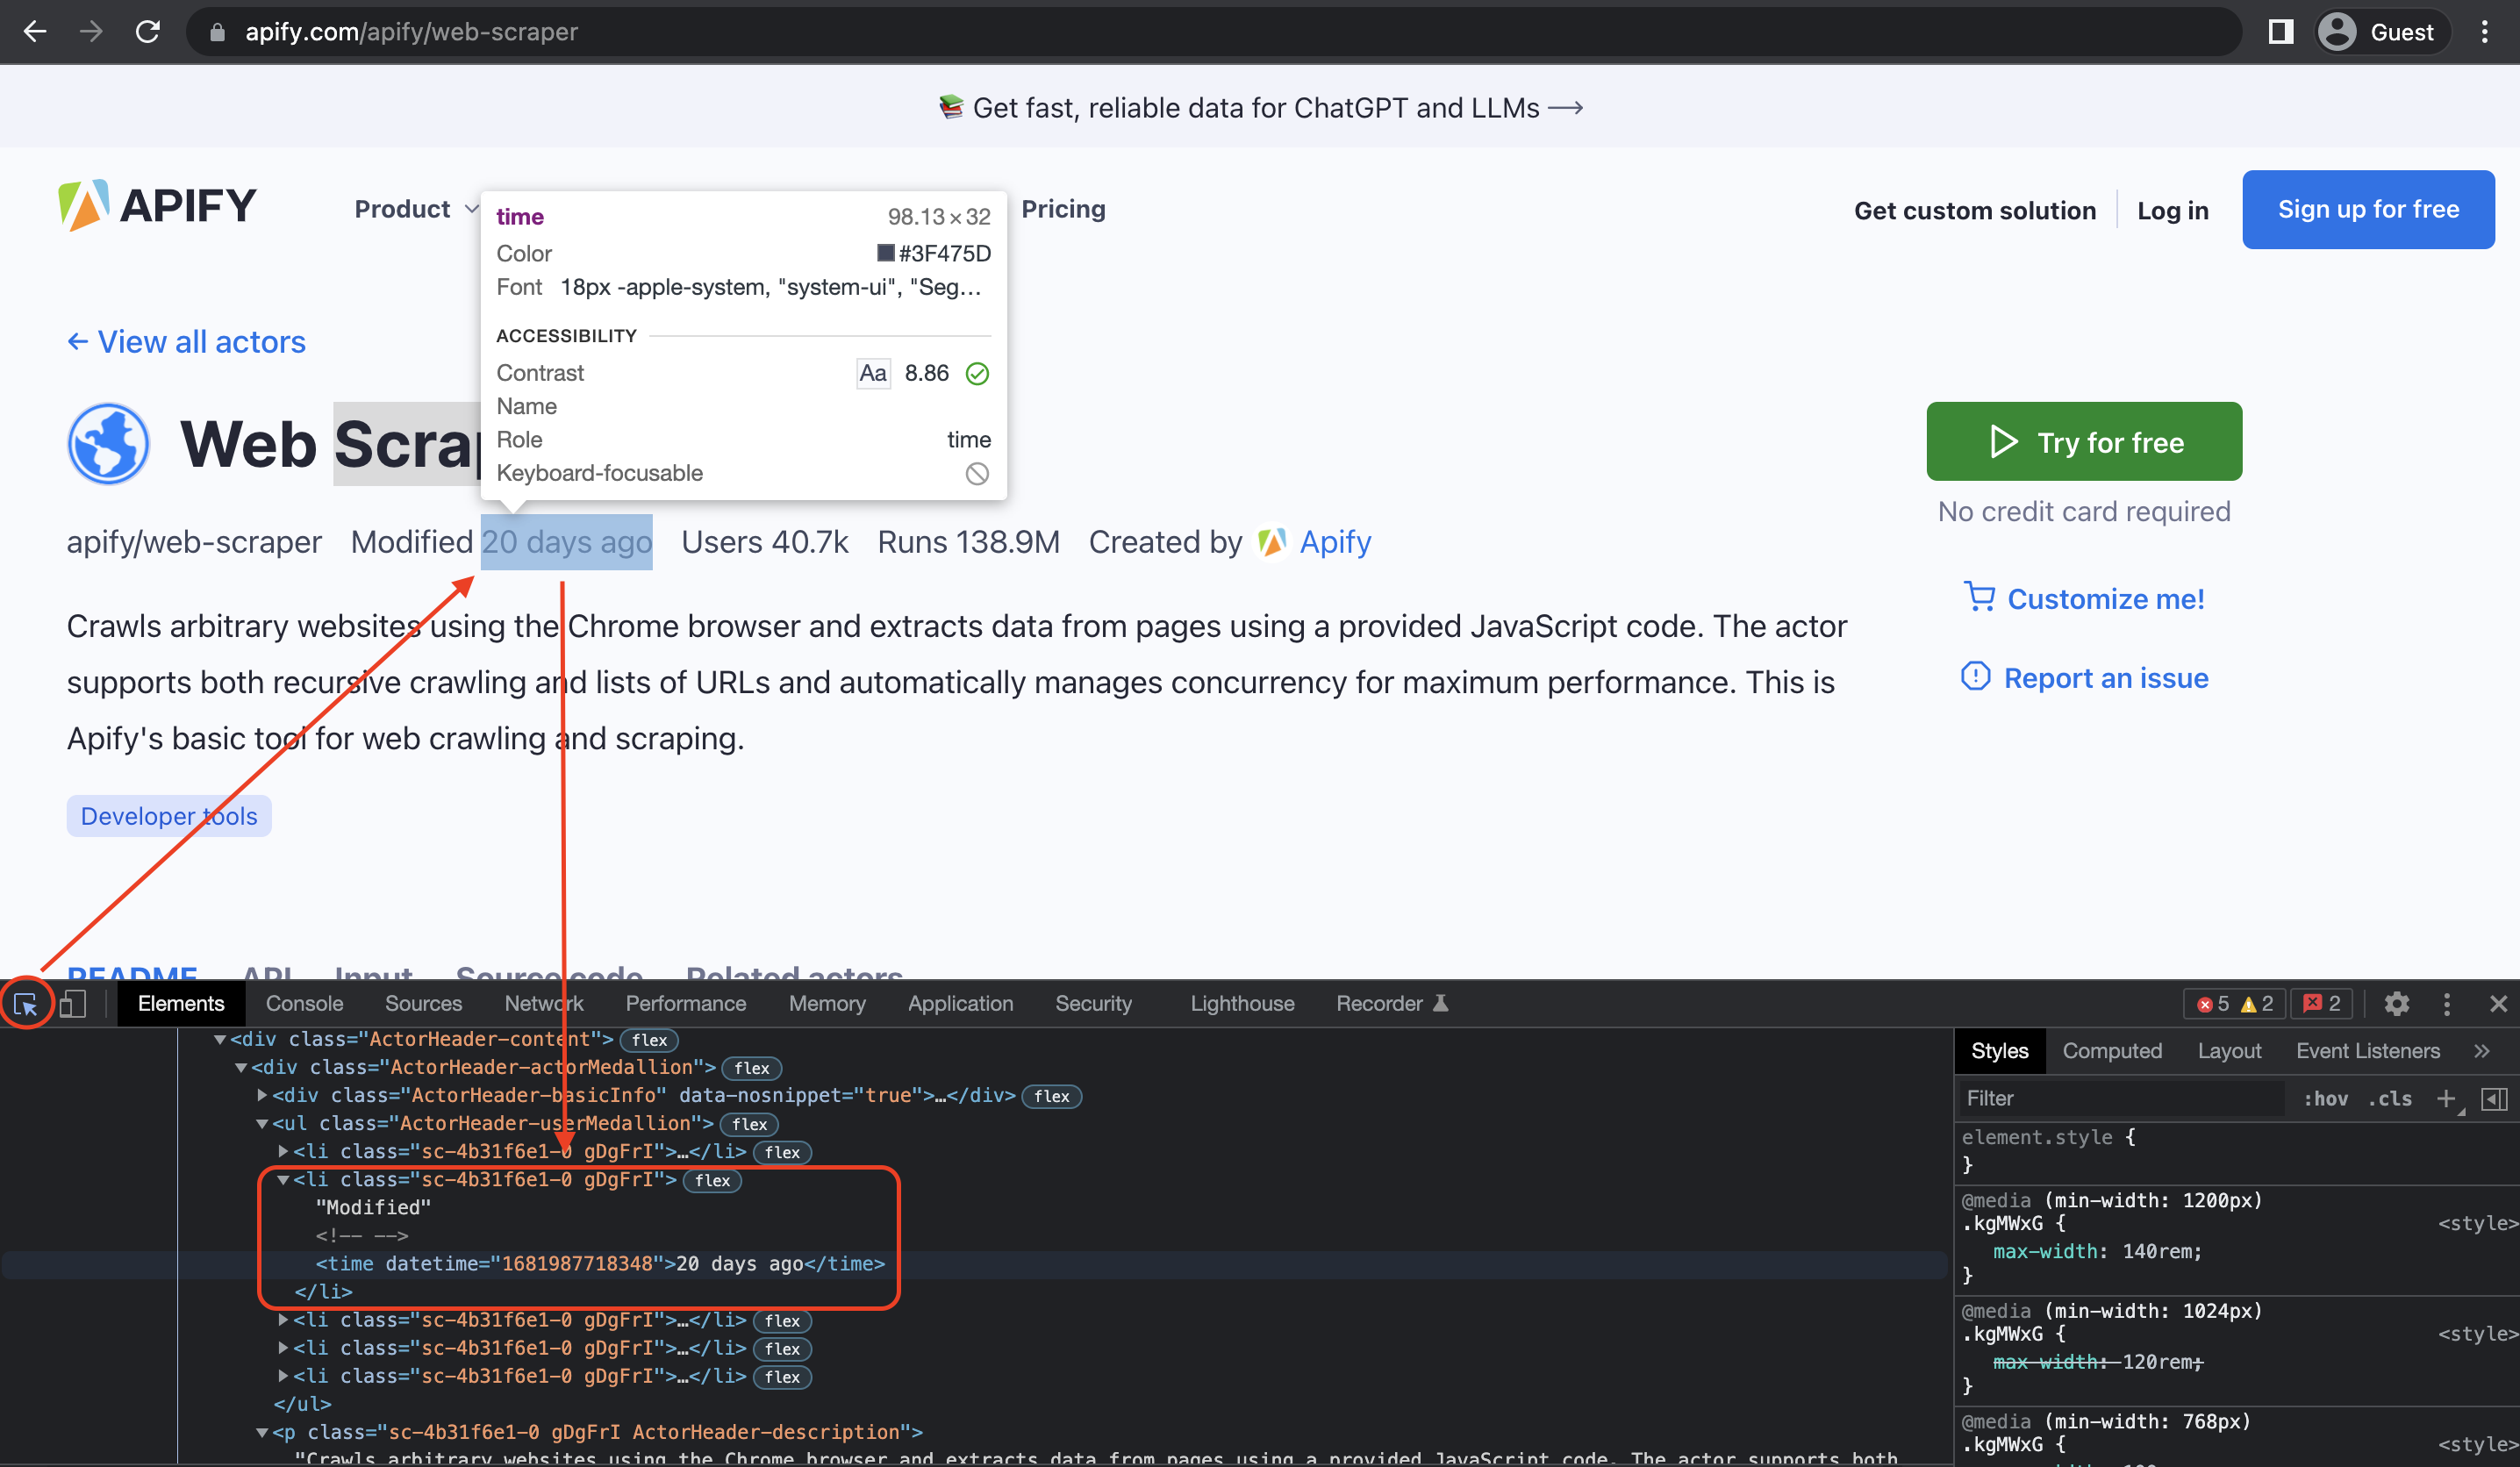 apify.com/apify/web-scraper
Guest
Get fast, reliable data for ChatGPT and LLMs
APIFY
Product
Pricing
Get custom solution
Log in
Sign up for free
time 98.13×32
Color #3F475D
Font 18px -apple-system, "system-ui", "Seg…
ACCESSIBILITY
Contrast Aa 8.86
Name
Role time
Keyboard-focusable
← View all actors
Web Scrap
Try for free
No credit card required
apify/web-scraper Modified 20 days ago Users 40.7k Runs 138.9M Created by Apify
Customize me!
Report an issue
Crawls arbitrary websites using the Chrome browser and extracts data from pages using a provided JavaScript code. The actor
supports both recursive crawling and lists of URLs and automatically manages concurrency for maximum performance. This is
Apify's basic tool for web crawling and scraping.
Developer tools
README API Input Source code Related actors
Elements Console Sources Network Performance Memory Application Security Lighthouse Recorder 5 2 2
<div class="ActorHeader-content"> flex
<div class="ActorHeader-actorMedallion"> flex
<div class="ActorHeader-basicInfo" data-nosnippet="true">…</div> flex
<ul class="ActorHeader-userMedallion"> flex
<li class="sc-4b31f6e1-0 gDgFrI">…</li> flex
<li class="sc-4b31f6e1-0 gDgFrI"> flex
"Modified"
<!-- -->
<time datetime="1681987718348">20 days ago</time>
</li>
<li class="sc-4b31f6e1-0 gDgFrI">…</li> flex
<li class="sc-4b31f6e1-0 gDgFrI">…</li> flex
<li class="sc-4b31f6e1-0 gDgFrI">…</li> flex
</ul>
<p class="sc-4b31f6e1-0 gDgFrI ActorHeader-description">
"Crawls arbitrary websites using the Chrome browser and extracts data from pages using a provided JavaScript code. The actor supports both
Styles Computed Layout Event Listeners »
Filter :hov .cls +
element.style {
}
@media (min-width: 1200px)
.kgMWxG { <style>
max-width: 140rem;
}
@media (min-width: 1024px)
.kgMWxG { <style>
max-width: 120rem;
}
@media (min-width: 768px)
.kgMWxG { <style>